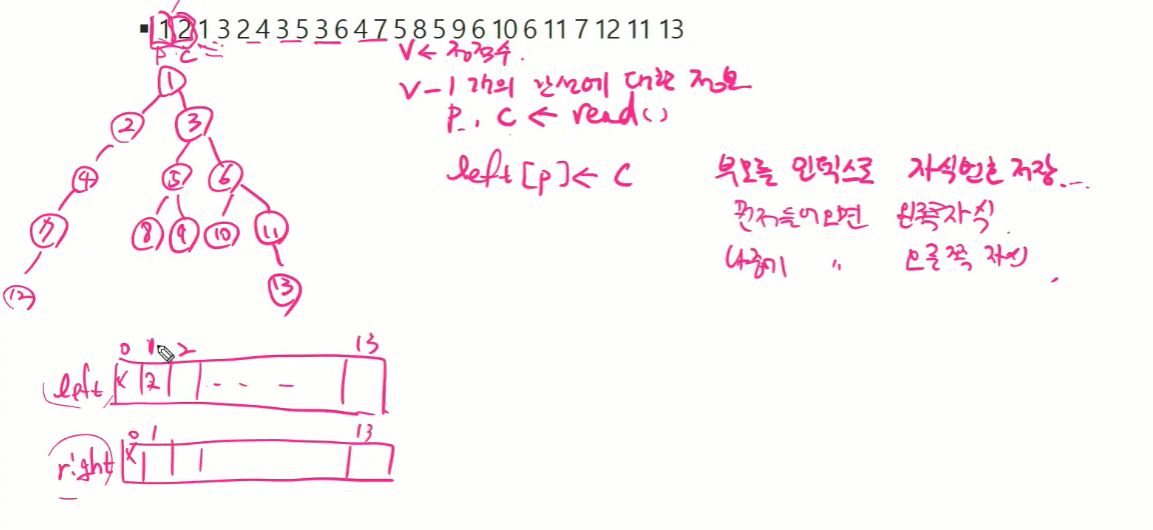 ▪ 1 2 1 3 2 4 3 5 3 6 4 7 5 8 5 9 6 10 6 11 7 12 11 13
P C
V ← 정점수.
V-1개의 간선에 대한 정보
P, C ← read()
left[P] ← C
부모를 인덱스로 자식번호 저장...
먼저들어오면 왼쪽자식
나중에 " 오른쪽 자식.
1
2 3
4 5 6
7 8 9 10 11
12 13
0 1 2 13
left x 2 - - -
0 1 13
right x